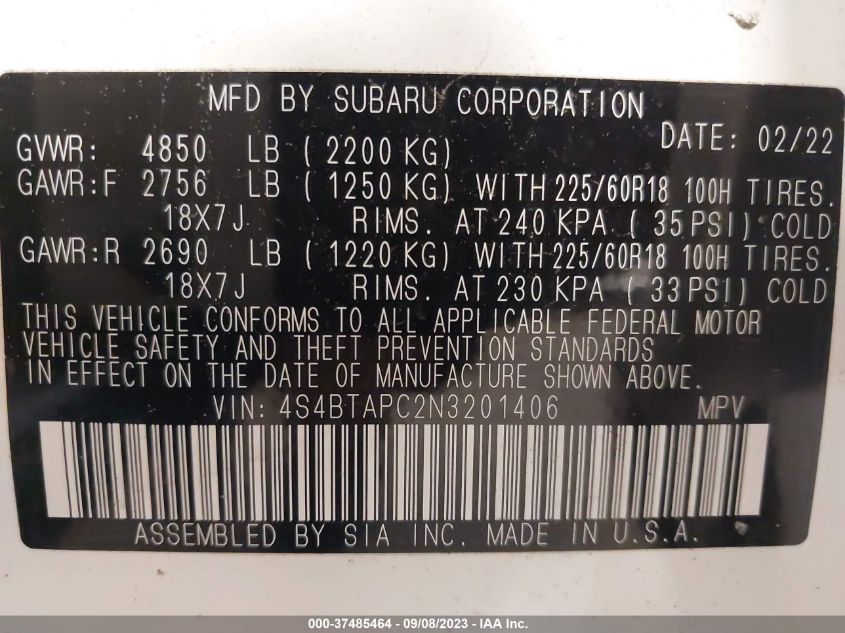 MFD BY SUBARU CORPORATION
DATE: 02/22
GVWR: 4850 LB ( 2200 KG)
GAWR:F 2756 LB ( 1250 KG) WITH 225/60R18 100H TIRES.
18X7J RIMS. AT 240 KPA ( 35 PSI) COLD
GAWR:R 2690 LB ( 1220 KG) WITH 225/60R18 100H TIRES.
18X7J RIMS. AT 230 KPA ( 33 PSI) COLD
THIS VEHICLE CONFORMS TO ALL APPLICABLE FEDERAL MOTOR
VEHICLE SAFETY AND THEFT PREVENTION STANDARDS
IN EFFECT ON THE DATE OF MANUFACTURE SHOWN ABOVE.
VIN: 4S4BTAPC2N3201406 MPV
ASSEMBLED BY SIA INC. MADE IN U.S.A.
000-37485464 - 09/08/2023 - IAA Inc.